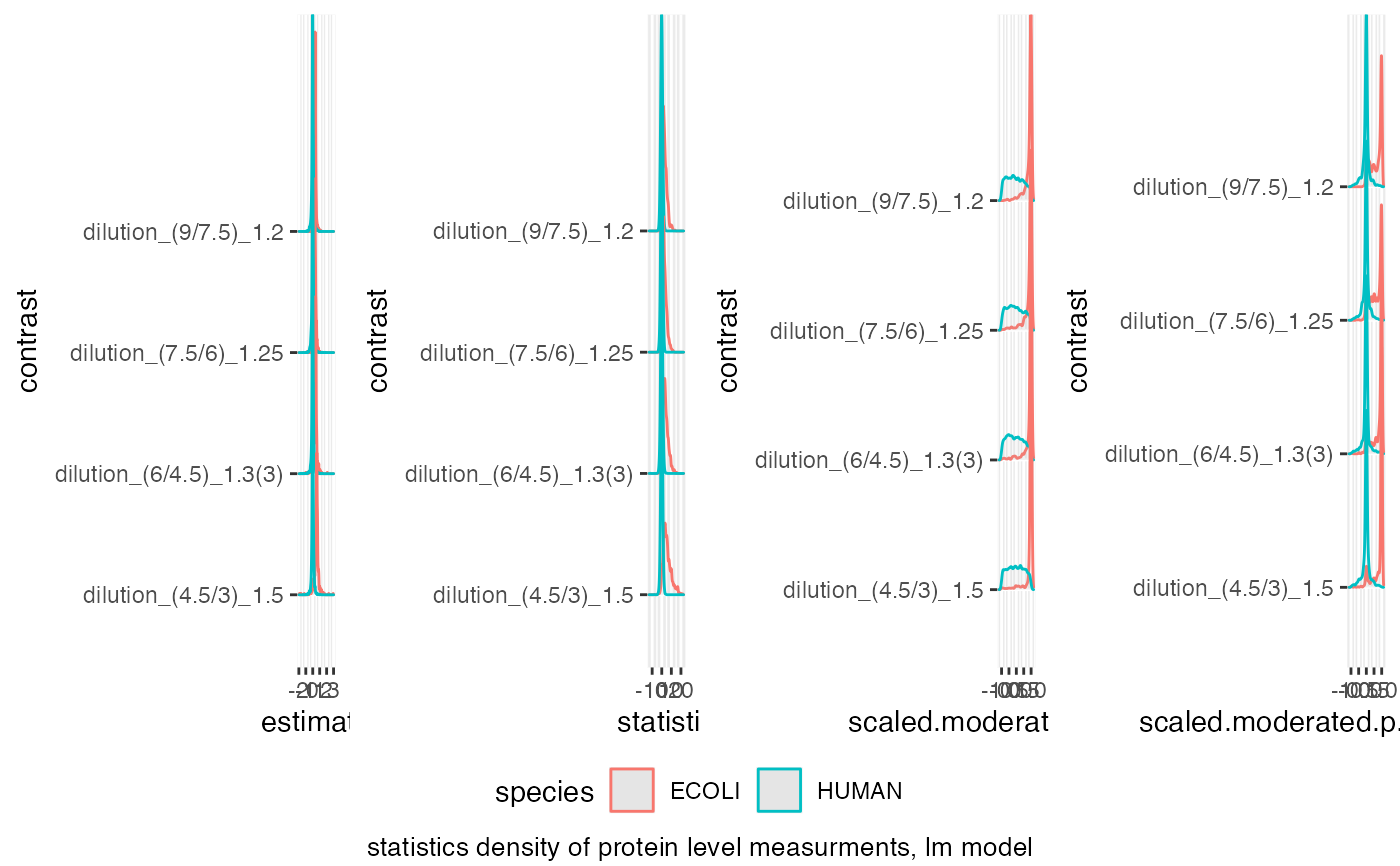 contrast
dilution_(9/7.5)_1.2
dilution_(7.5/6)_1.25
dilution_(6/4.5)_1.3(3)
dilution_(4.5/3)_1.5
estimat
contrast
dilution_(9/7.5)_1.2
dilution_(7.5/6)_1.25
dilution_(6/4.5)_1.3(3)
dilution_(4.5/3)_1.5
statisti
contrast
dilution_(9/7.5)_1.2
dilution_(7.5/6)_1.25
dilution_(6/4.5)_1.3(3)
dilution_(4.5/3)_1.5
scaled.moderat
contrast
dilution_(9/7.5)_1.2
dilution_(7.5/6)_1.25
dilution_(6/4.5)_1.3(3)
dilution_(4.5/3)_1.5
scaled.moderated.p.
species ECOLI HUMAN
statistics density of protein level measurments, lm model